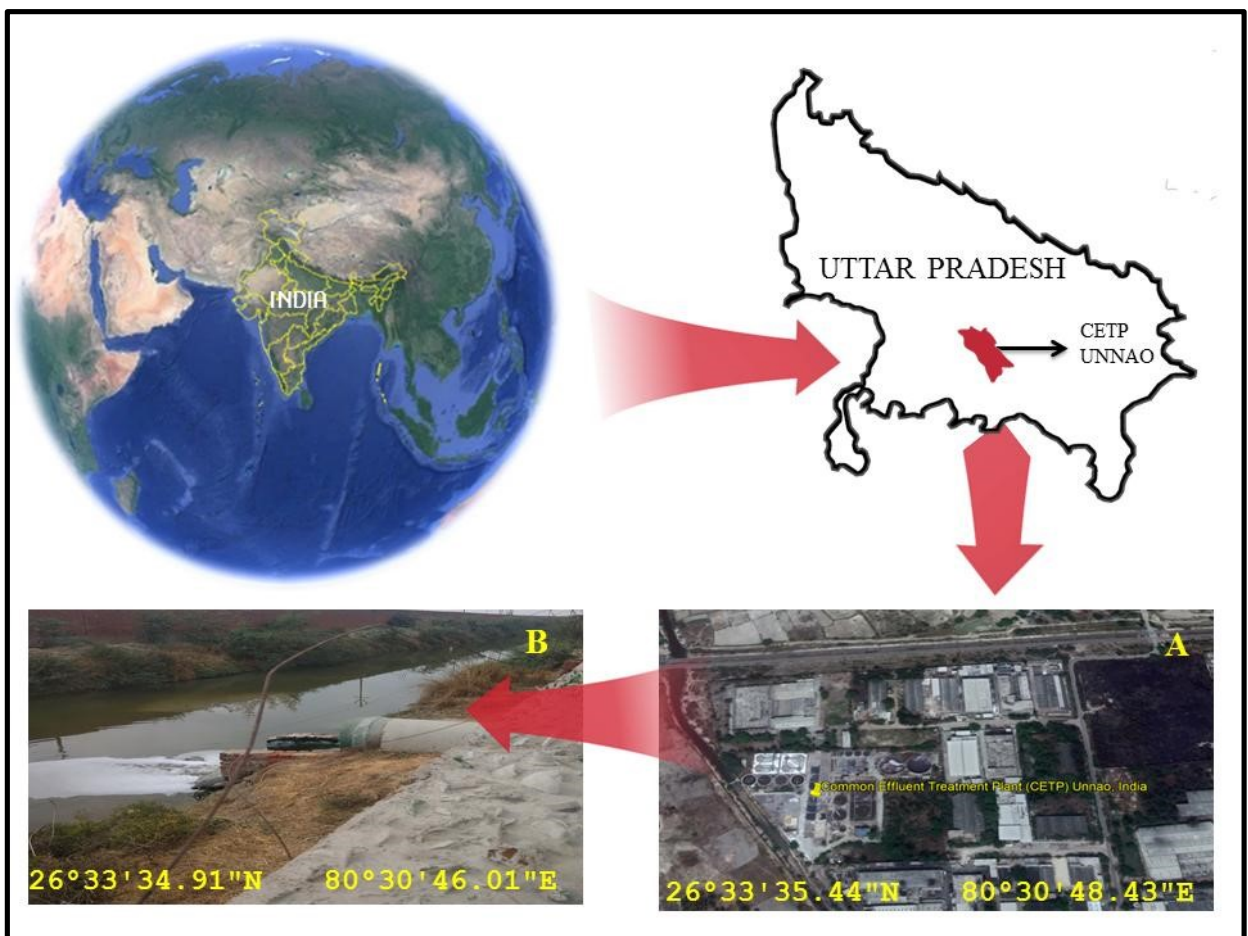 INDIA
UTTAR PRADESH
CETP
UNNAO
B
26°33'34.91"N 80°30'46.01"E
A
Common Effluent Treatment Plant (CETP) Unnao, India
26°33'35.44"N 80°30'48.43"E